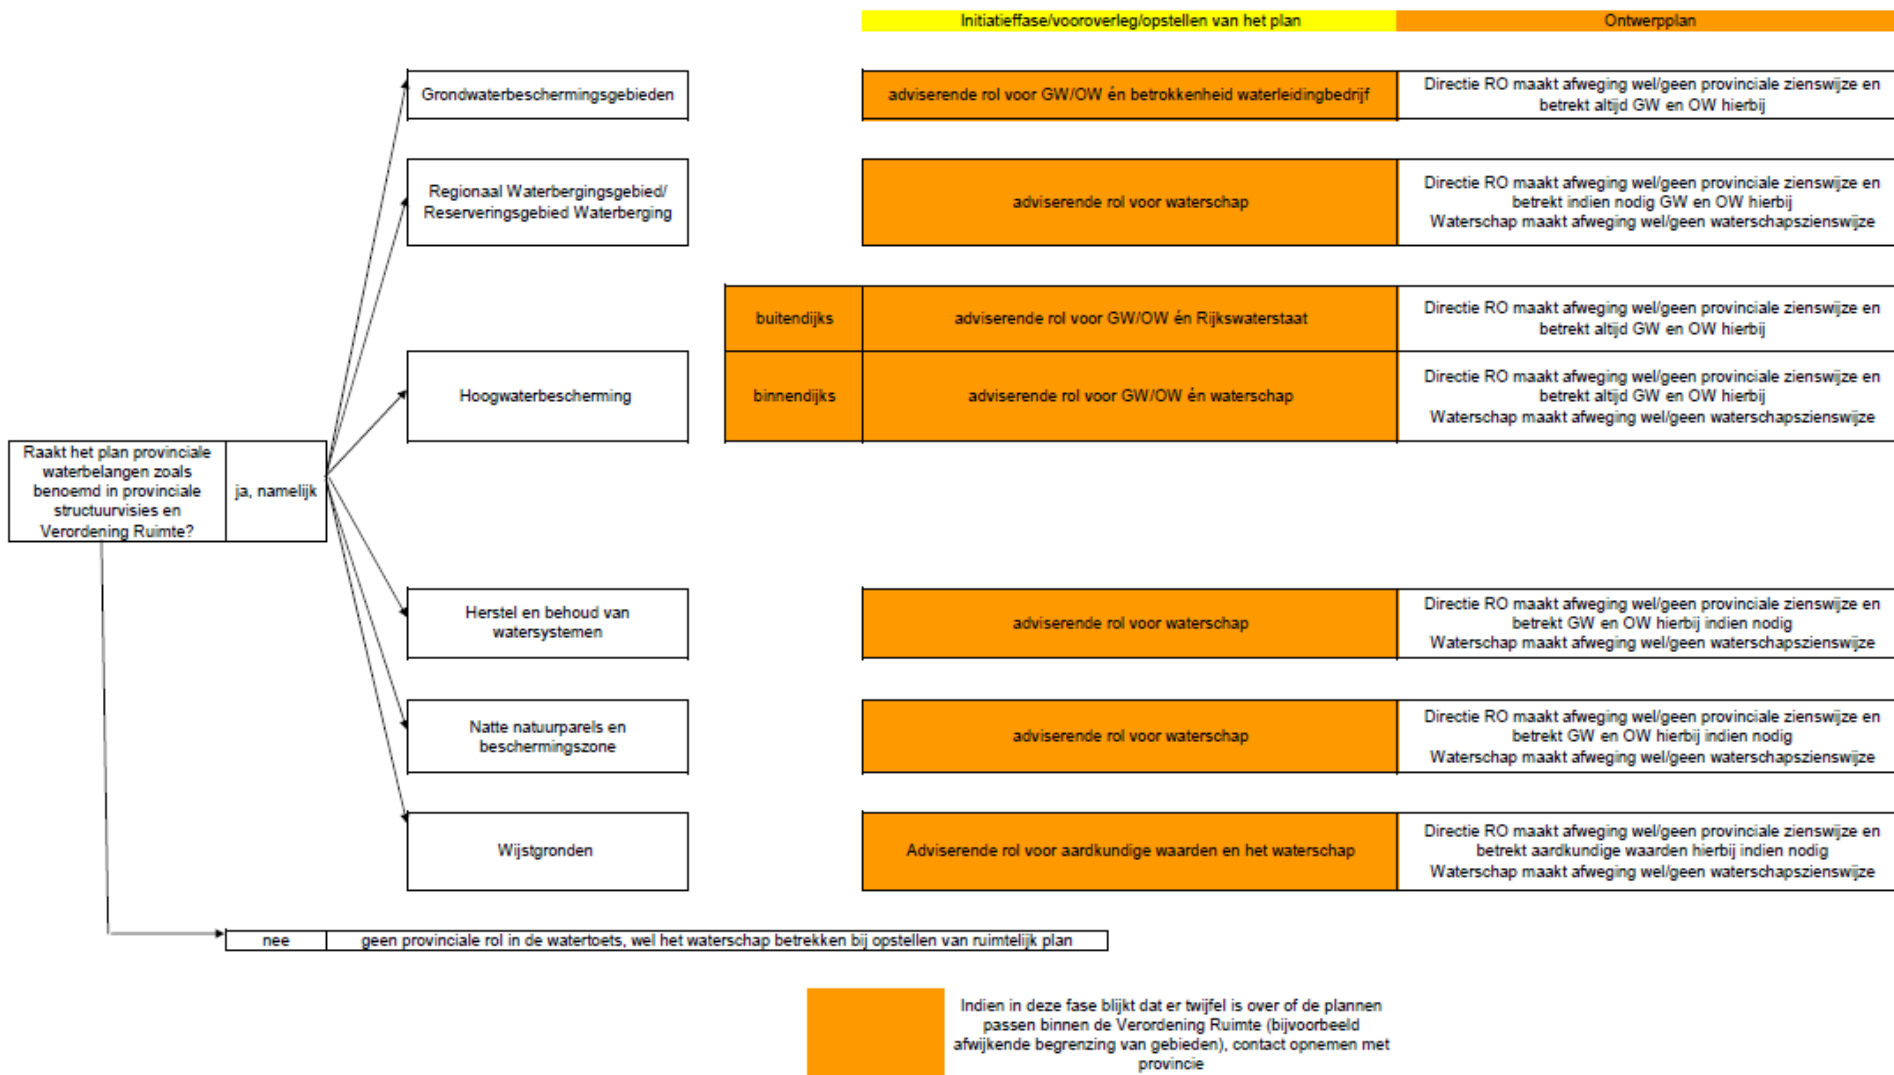 Initiatieffase/vooroverleg/opstellen van het plan
Ontwerpplan
Grondwaterbeschermingsgebieden
adviserende rol voor GW/OW én betrokkenheid waterleidingbedrijf
Directie RO maakt afweging wel/geen provinciale zienswijze en
betrekt altijd GW en OW hierbij
Regionaal Waterbergingsgebied/
Reserveringsgebied Waterberging
adviserende rol voor waterschap
Directie RO maakt afweging wel/geen provinciale zienswijze en
betrekt indien nodig GW en OW hierbij
Waterschap maakt afweging wel/geen waterschapszienswijze
Hoogwaterbescherming
buitendijks
adviserende rol voor GW/OW én Rijkswaterstaat
Directie RO maakt afweging wel/geen provinciale zienswijze en
betrekt altijd GW en OW hierbij
binnendijks
adviserende rol voor GW/OW én waterschap
Directie RO maakt afweging wel/geen provinciale zienswijze en
betrekt altijd GW en OW hierbij
Waterschap maakt afweging wel/geen waterschapszienswijze
Raakt het plan provinciale
waterbelangen zoals
benoemd in provinciale
structuurvisies en
Verordening Ruimte?
ja, namelijk
Herstel en behoud van
watersystemen
adviserende rol voor waterschap
Directie RO maakt afweging wel/geen provinciale zienswijze en
betrekt GW en OW hierbij indien nodig
Waterschap maakt afweging wel/geen waterschapszienswijze
Natte natuurparels en
beschermingszone
adviserende rol voor waterschap
Directie RO maakt afweging wel/geen provinciale zienswijze en
betrekt GW en OW hierbij indien nodig
Waterschap maakt afweging wel/geen waterschapszienswijze
Wijstgronden
Adviserende rol voor aardkundige waarden en het waterschap
Directie RO maakt afweging wel/geen provinciale zienswijze en
betrekt aardkundige waarden hierbij indien nodig
Waterschap maakt afweging wel/geen waterschapszienswijze
nee
geen provinciale rol in de watertoets, wel het waterschap betrekken bij opstellen van ruimtelijk plan
Indien in deze fase blijkt dat er twijfel is over of de plannen
passen binnen de Verordening Ruimte (bijvoorbeeld
afwijkende begrenzing van gebieden), contact opnemen met
provincie